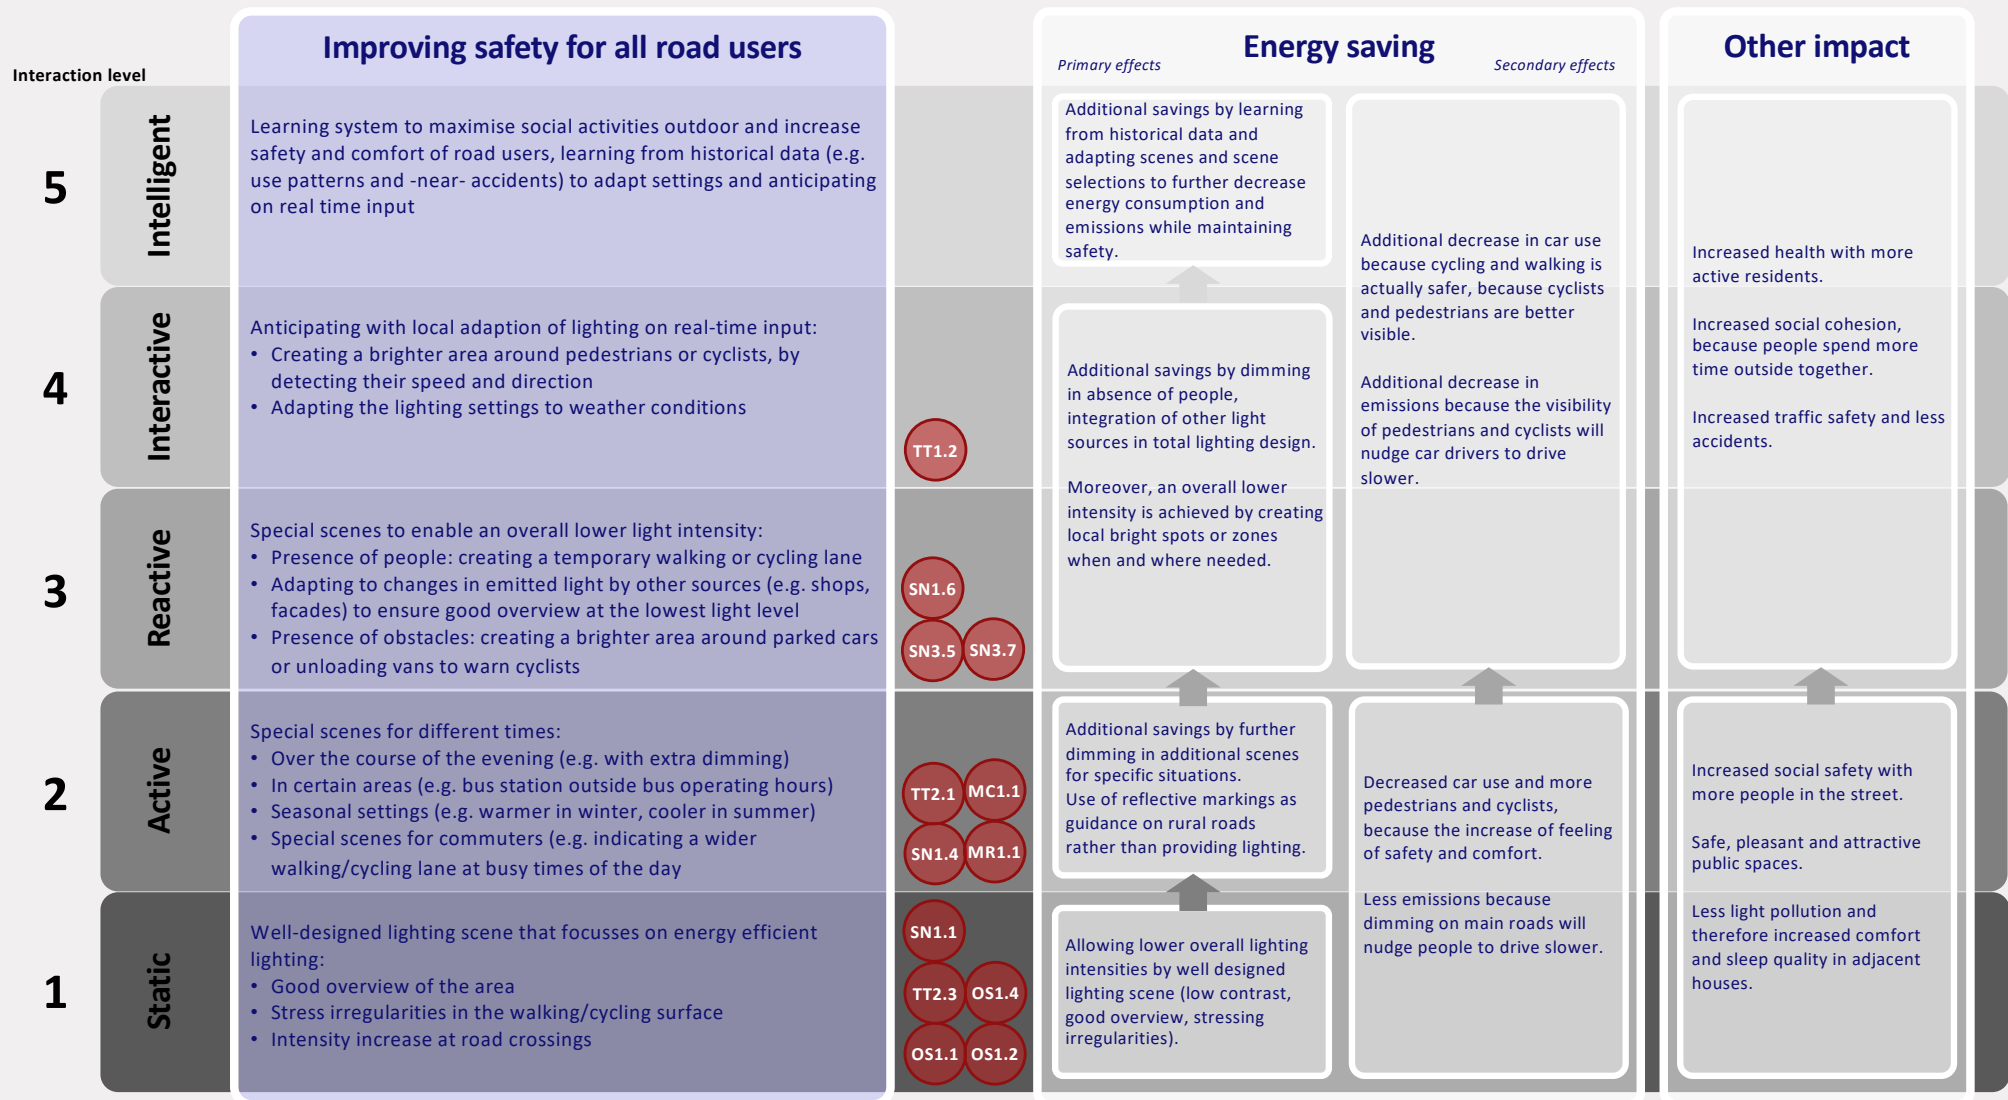 Improving safety for all road users
Energy saving
Other impact
Primary effects
Secondary effects
Interaction level
5
Intelligent
Learning system to maximise social activities outdoor and increase
safety and comfort of road users, learning from historical data (e.g.
use patterns and -near- accidents) to adapt settings and anticipating
on real time input
4
Interactive
Anticipating with local adaption of lighting on real-time input:
• Creating a brighter area around pedestrians or cyclists, by
detecting their speed and direction
• Adapting the lighting settings to weather conditions
TT1.2
3
Reactive
Special scenes to enable an overall lower light intensity:
• Presence of people: creating a temporary walking or cycling lane
• Adapting to changes in emitted light by other sources (e.g. shops,
facades) to ensure good overview at the lowest light level
• Presence of obstacles: creating a brighter area around parked cars
or unloading vans to warn cyclists
SN1.6
SN3.5
SN3.7
2
Active
Special scenes for different times:
• Over the course of the evening (e.g. with extra dimming)
• In certain areas (e.g. bus station outside bus operating hours)
• Seasonal settings (e.g. warmer in winter, cooler in summer)
• Special scenes for commuters (e.g. indicating a wider
walking/cycling lane at busy times of the day
TT2.1
MC1.1
SN1.4
MR1.1
1
Static
Well-designed lighting scene that focusses on energy efficient
lighting:
• Good overview of the area
• Stress irregularities in the walking/cycling surface
• Intensity increase at road crossings
SN1.1
TT2.3
OS1.4
OS1.1
OS1.2
Additional savings by learning
from historical data and
adapting scenes and scene
selections to further decrease
energy consumption and
emissions while maintaining
safety.
Additional savings by dimming
in absence of people,
integration of other light
sources in total lighting design.
Moreover, an overall lower
intensity is achieved by creating
local bright spots or zones
when and where needed.
Additional savings by further
dimming in additional scenes
for specific situations.
Use of reflective markings as
guidance on rural roads
rather than providing lighting.
Allowing lower overall lighting
intensities by well designed
lighting scene (low contrast,
good overview, stressing
irregularities).
Additional decrease in car use
because cycling and walking is
actually safer, because cyclists
and pedestrians are better
visible.
Additional decrease in
emissions because the visibility
of pedestrians and cyclists will
nudge car drivers to drive
slower.
Decreased car use and more
pedestrians and cyclists,
because the increase of feeling
of safety and comfort.
Less emissions because
dimming on main roads will
nudge people to drive slower.
Increased health with more
active residents.
Increased social cohesion,
because people spend more
time outside together.
Increased traffic safety and less
accidents.
Increased social safety with
more people in the street.
Safe, pleasant and attractive
public spaces.
Less light pollution and
therefore increased comfort
and sleep quality in adjacent
houses.